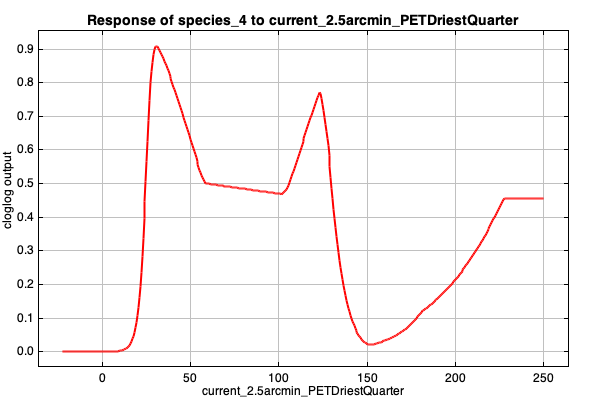 Response of species_4 to current_2.5arcmin_PETDriestQuarter
cloglog output
0.9
0.8
0.7
0.6
0.5
0.4
0.3
0.2
0.1
0.0
0 50 100 150 200 250
current_2.5arcmin_PETDriestQuarter